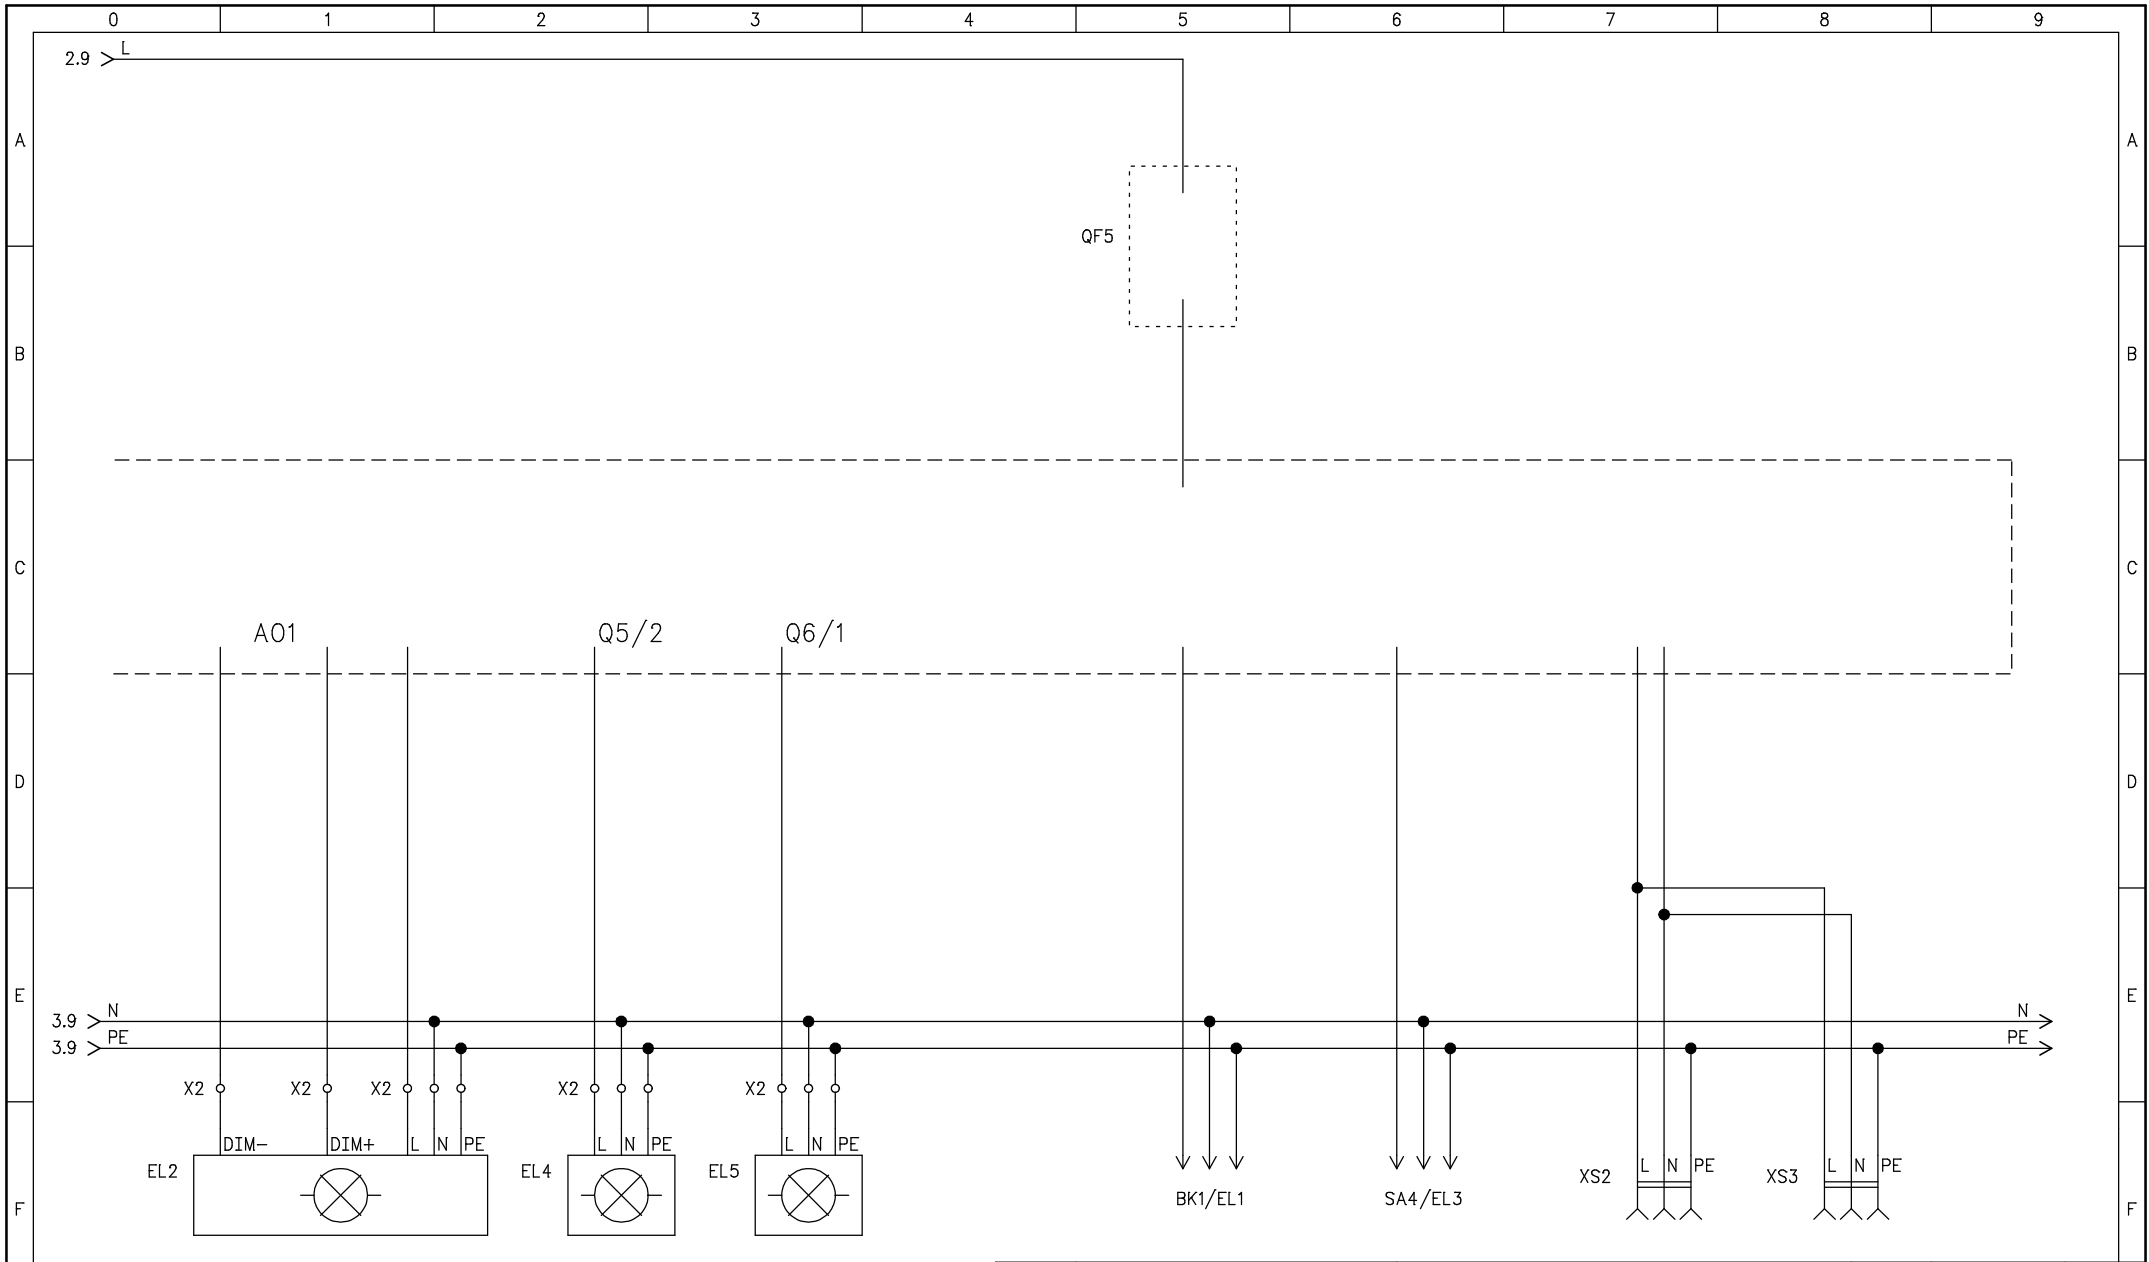 0 1 2 3 4 5 6 7 8 9
2.9 L
A A
QF5
B B
C C
AO1 Q5/2 Q6/1
D D
E E
3.9 N N
3.9 PE PE
X2 X2 X2 X2 X2
DIM- DIM+ L N PE L N PE L N PE
EL2 EL4 EL5 XS2 L N PE XS3 L N PE
BK1/EL1 SA4/EL3
F F